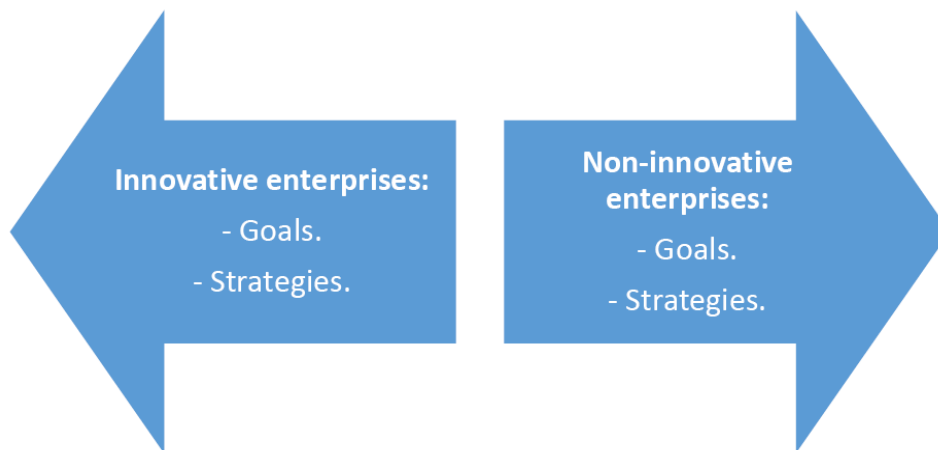 Innovative enterprises:
- Goals.
- Strategies.
Non-innovative
enterprises:
- Goals.
- Strategies.